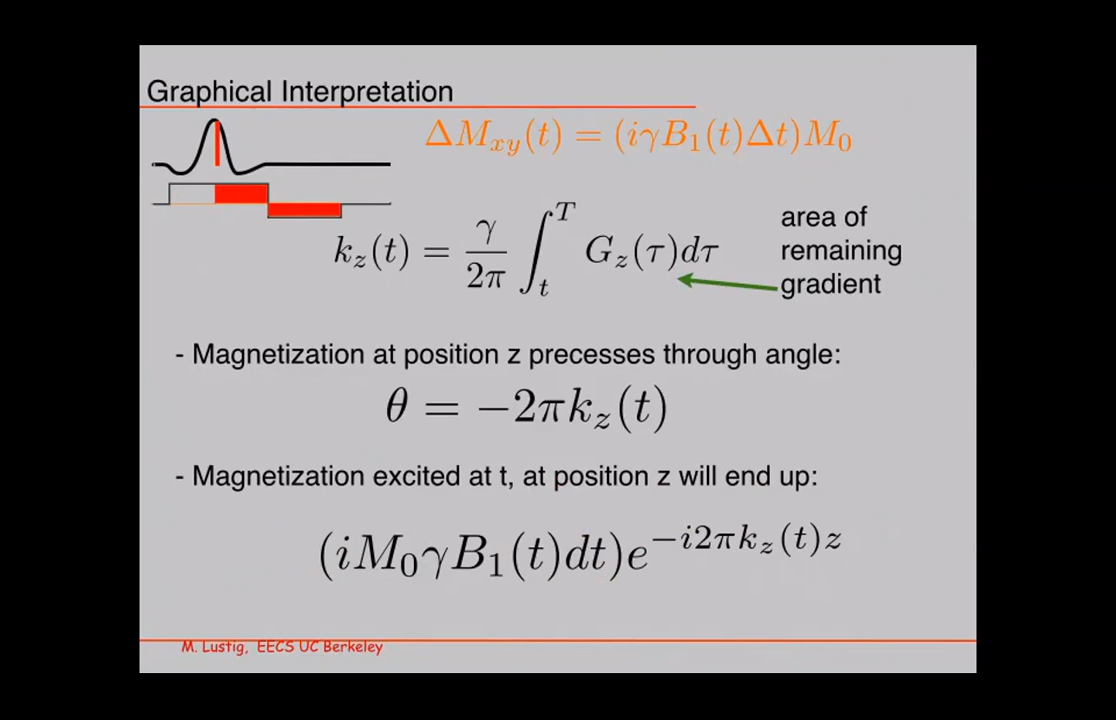 Graphical Interpretation
ΔM_xy(t) = (iγB_1(t)Δt)M_0
k_z(t) = γ/2π ∫_t^T G_z(τ)dτ
area of
remaining
gradient
- Magnetization at position z precesses through angle:
θ = −2πk_z(t)
- Magnetization excited at t, at position z will end up:
(iM_0γB_1(t)dt)e^{−i2πk_z(t)z}
M. Lustig, EECS UC Berkeley